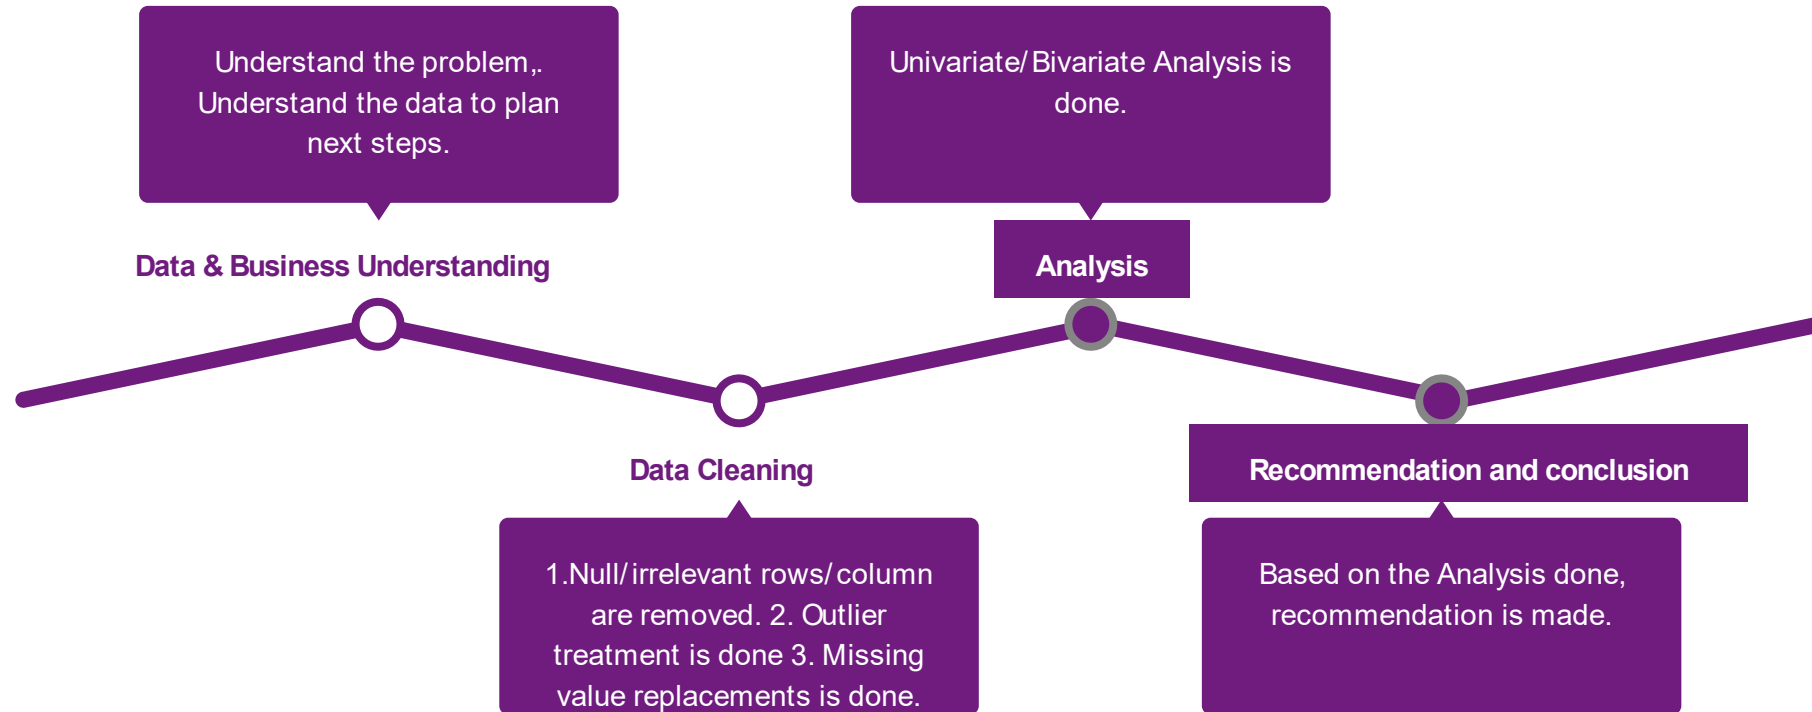 Understand the problem,.
Understand the data to plan
next steps.
Data & Business Understanding
Data Cleaning
1.Null/irrelevant rows/column
are removed. 2. Outlier
treatment is done 3. Missing
value replacements is done.
Univariate/Bivariate Analysis is
done.
Analysis
Recommendation and conclusion
Based on the Analysis done,
recommendation is made.